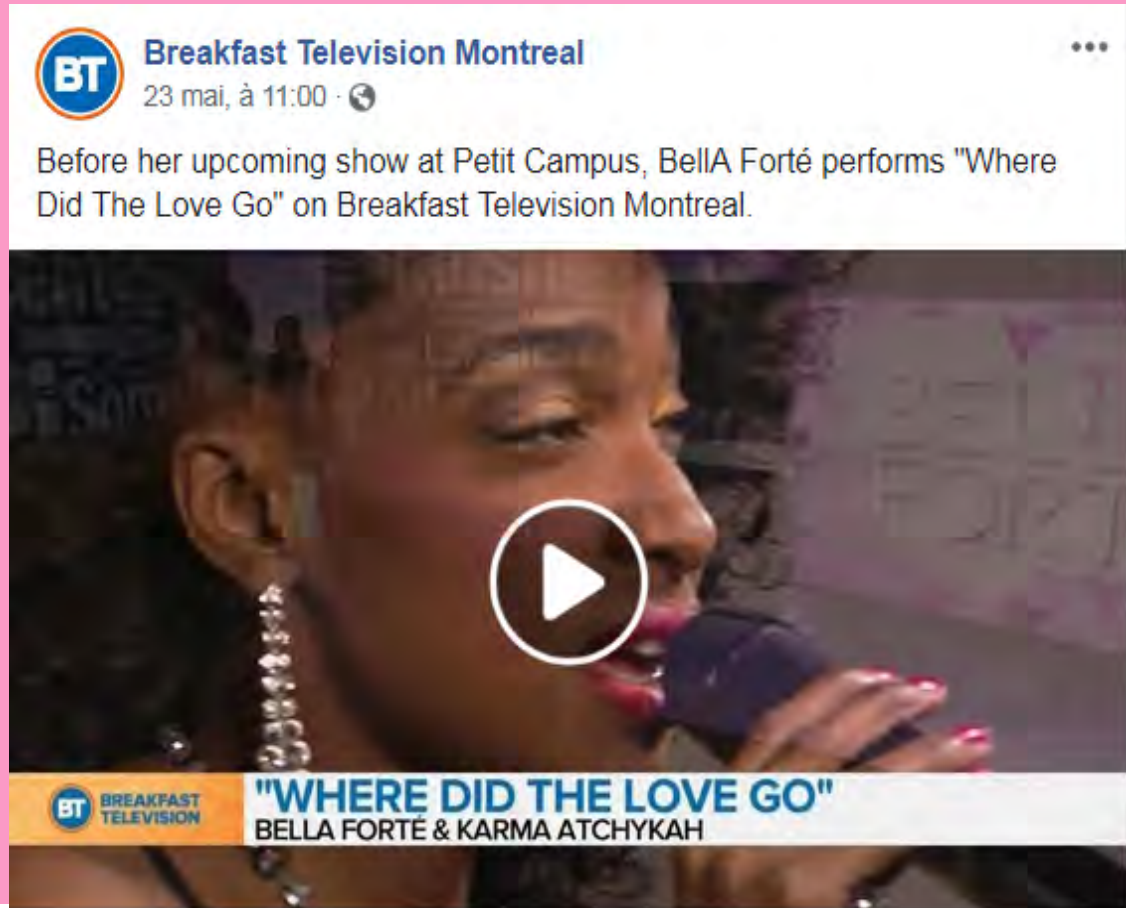 BT
Breakfast Television Montreal
23 mai, à 11:00
Before her upcoming show at Petit Campus, BellA Forté performs "Where
Did The Love Go" on Breakfast Television Montreal.
BT BREAKFAST
TELEVISION
"WHERE DID THE LOVE GO"
BELLA FORTÉ & KARMA ATCHYKAH